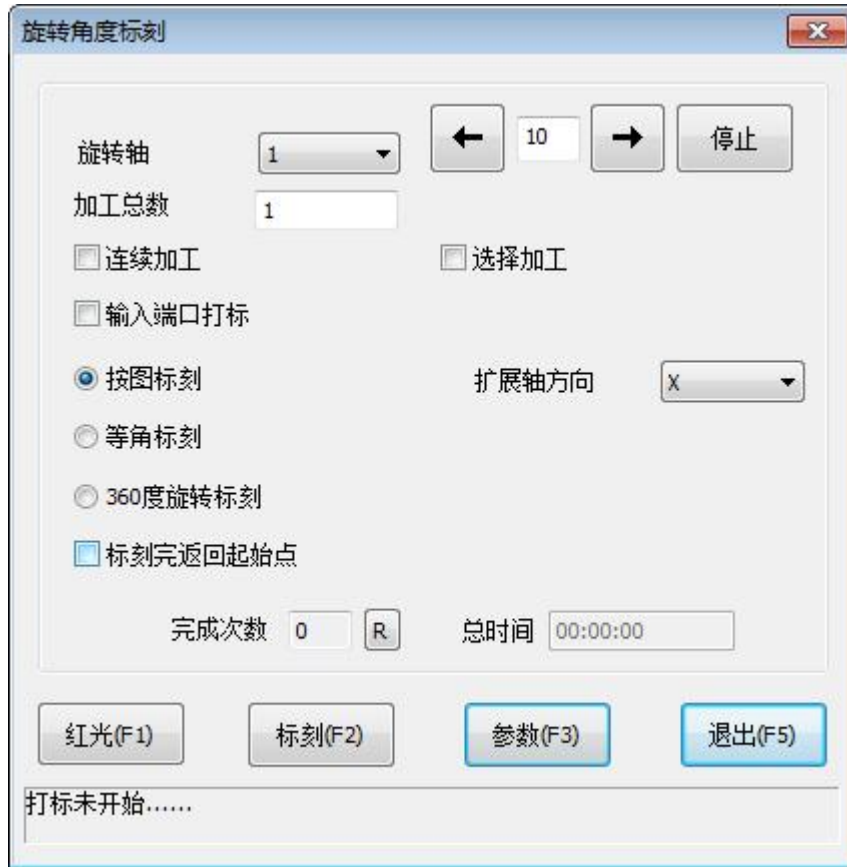 旋转角度标刻
旋转轴 1 10 停止
加工总数 1
连续加工 选择加工
输入端口打标
按图标刻 扩展轴方向 X
等角标刻
360度旋转标刻
标刻完返回起始点
完成次数 0 R 总时间 00:00:00
红光(F1) 标刻(F2) 参数(F3) 退出(F5)
打标未开始......